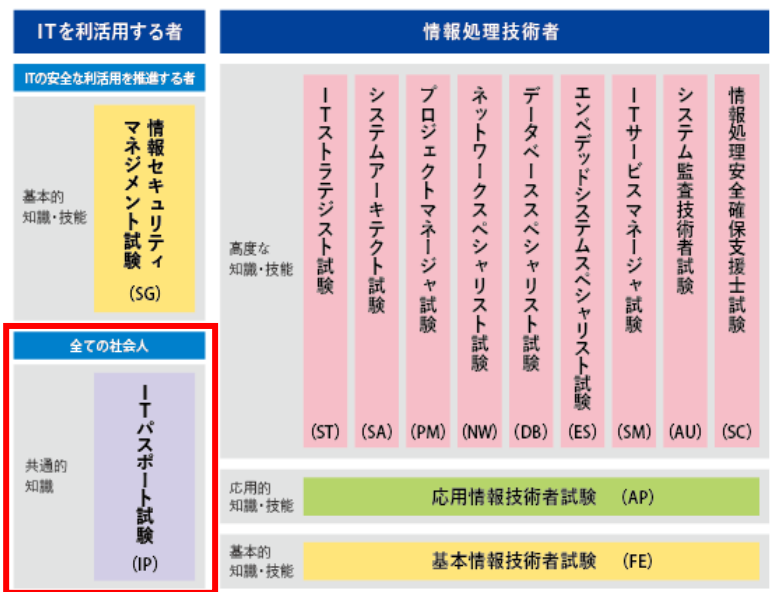 ITを利活用する者
ITの安全な利活用を推進する者
基本的
知識・技能
情報セキュリティ
マネジメント試験
(SG)
全ての社会人
共通的
知識
ITパスポート試験
(IP)
情報処理技術者
高度な
知識・技能
ITストラテジスト試験
(ST)
システムアーキテクト試験
(SA)
プロジェクトマネージャ試験
(PM)
ネットワークスペシャリスト試験
(NW)
データベーススペシャリスト試験
(DB)
エンベデッドシステムスペシャリスト試験
(ES)
ITサービスマネージャ試験
(SM)
システム監査技術者試験
(AU)
情報処理安全確保支援士試験
(SC)
応用的
知識・技能
応用情報技術者試験 (AP)
基本的
知識・技能
基本情報技術者試験 (FE)